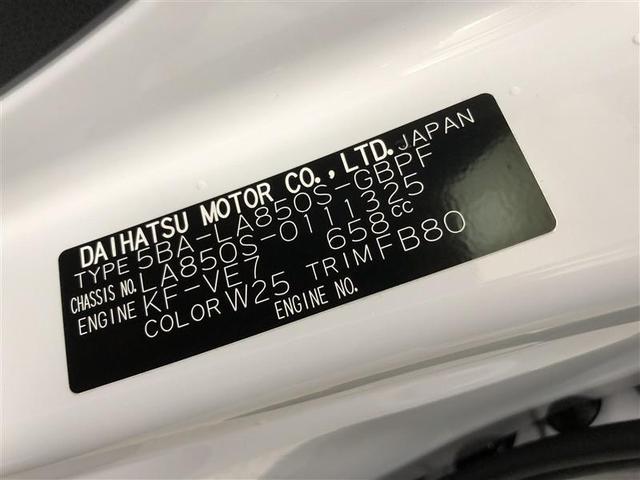 DAIHATSU MOTOR CO., LTD. JAPAN
TYPE 5BA-LA850S-GBPF
CHASSIS NO. LA850S-0111325
ENGINE KF-VE7 658cc
COLOR W25 TRIM FB80
ENGINE NO.